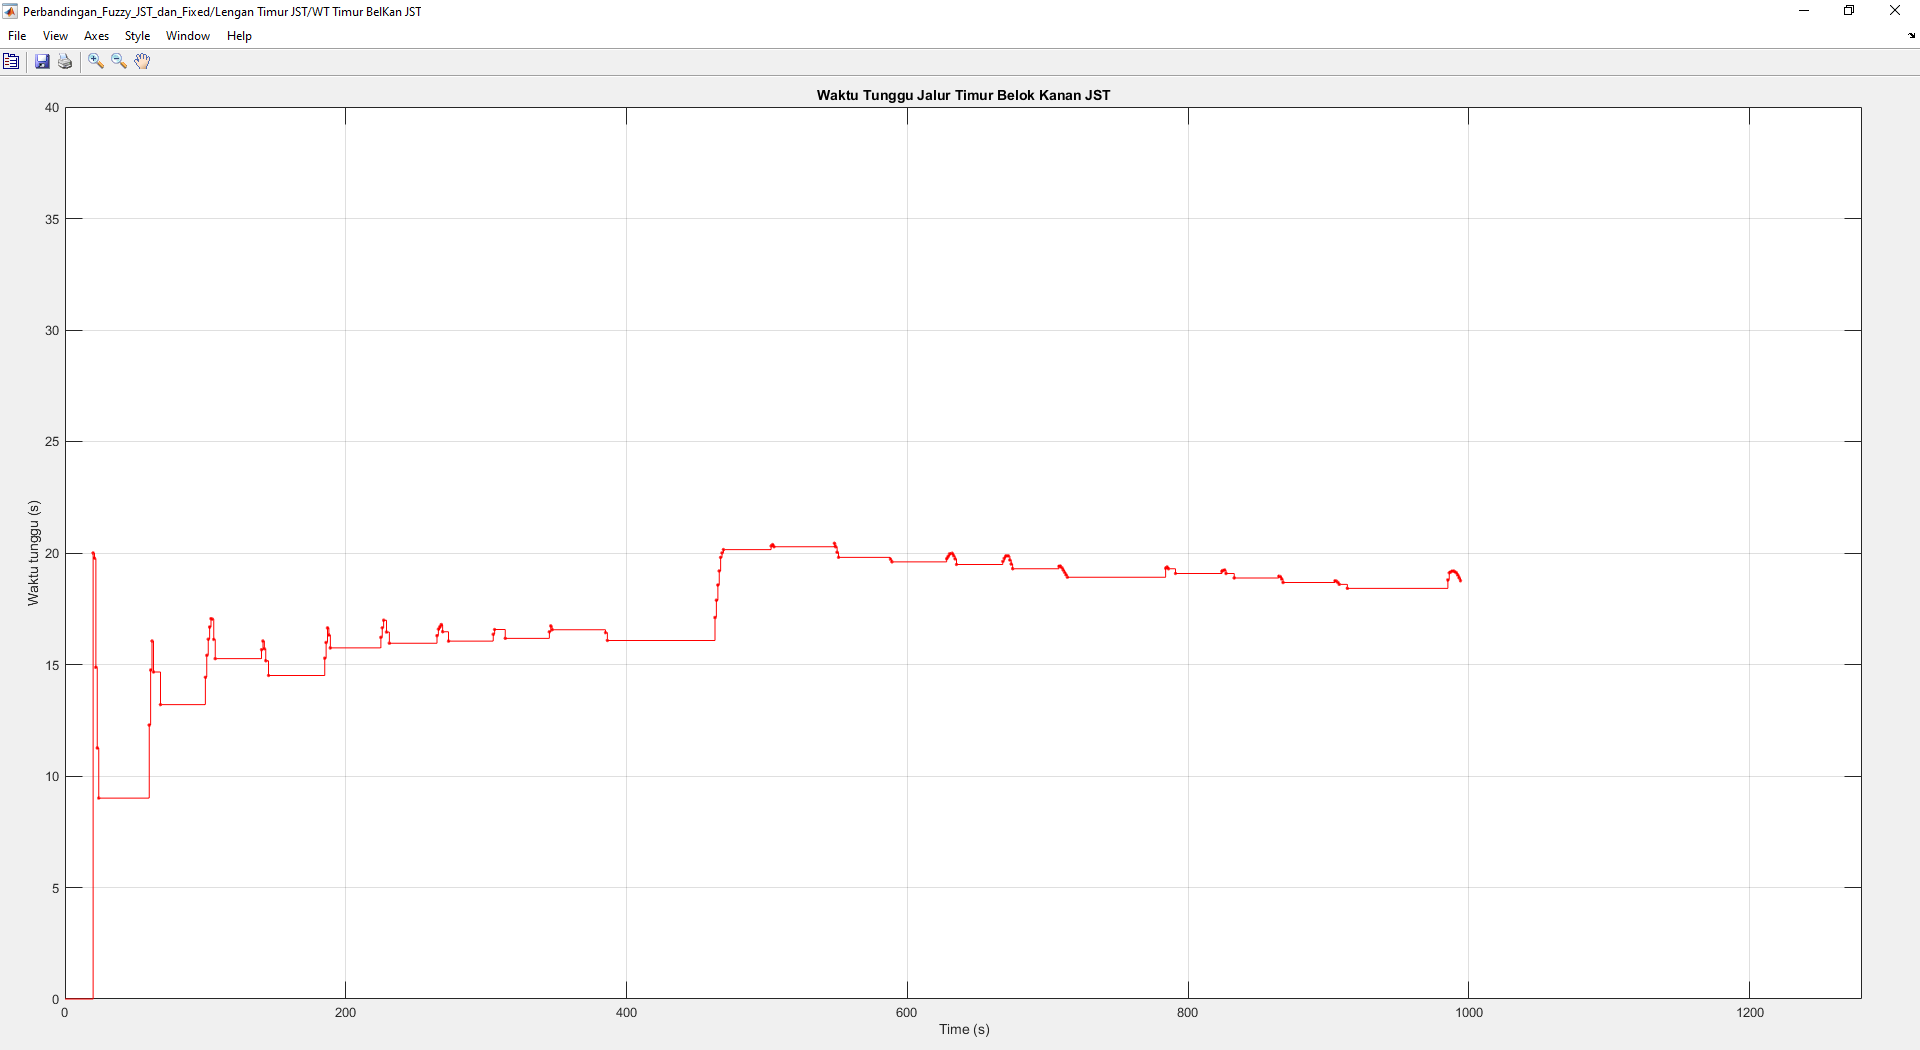 Perbandingan_Fuzzy_JST_dan_Fixed/Lengan Timur JST/WT Timur BelKan JST
File View Axes Style Window Help
Waktu Tunggu Jalur Timur Belok Kanan JST
40
35
30
25
20
15
10
5
0
Waktu tunggu (s)
0 200 400 600 800 1000 1200
Time (s)